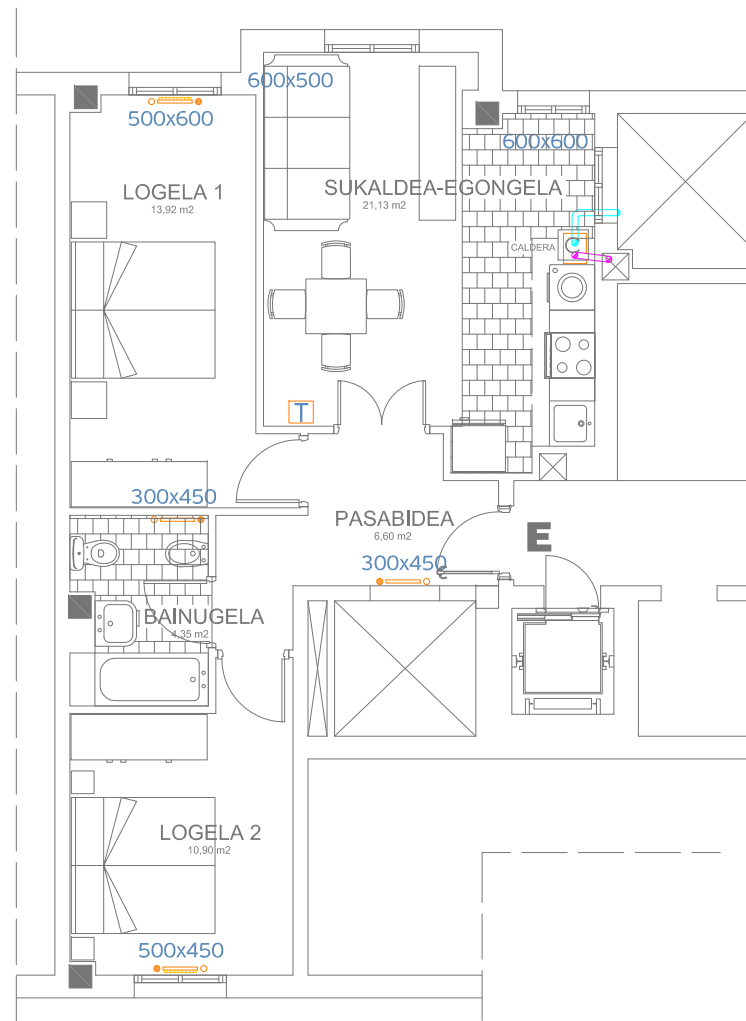 600x500
500x600
600x600
LOGELA 1
13,92 m2
SUKALDEA-EGONGELA
21,13 m2
CALDERA
T
300x450
PASABIDEA
6,60 m2
E
300x450
BAINUGELA
4,35 m2
LOGELA 2
10,90 m2
500x450